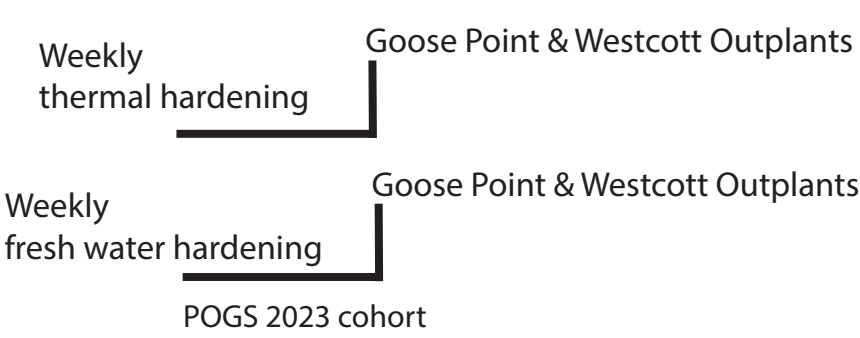 Goose Point & Westcott Outplants
Weekly
thermal hardening
Goose Point & Westcott Outplants
Weekly
fresh water hardening
POGS 2023 cohort